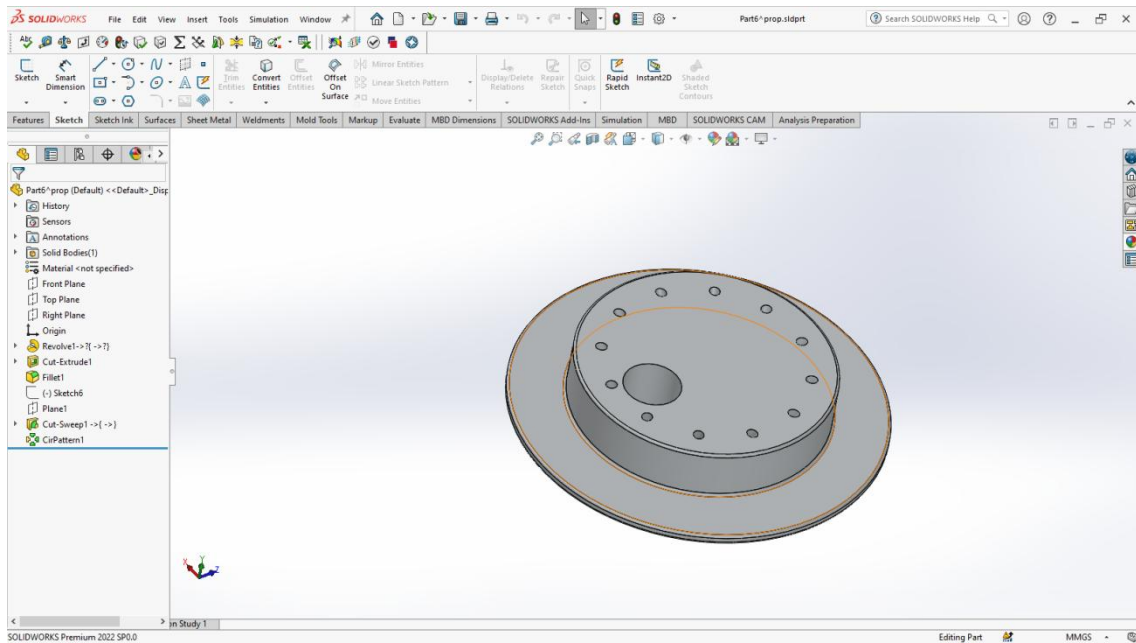 SOLIDWORKS File Edit View Insert Tools Simulation Window Part6^prop.sldprt Search SOLIDWORKS Help
Sketch Smart Dimension Trim Entities Convert Entities Offset Entities Offset On Surface Mirror Entities Linear Sketch Pattern Move Entities Display/Delete Relations Repair Sketch Quick Snaps Rapid Sketch Instant2D Shaded Sketch Contours
Features Sketch Sketch Ink Surfaces Sheet Metal Weldments Mold Tools Markup Evaluate MBD Dimensions SOLIDWORKS Add-Ins Simulation MBD SOLIDWORKS CAM Analysis Preparation
Part6^prop (Default) <<Default>_Disp
History
Sensors
Annotations
Solid Bodies(1)
Material <not specified>
Front Plane
Top Plane
Right Plane
Origin
Revolve1->?{ ->?}
Cut-Extrude1
Fillet1
(-) Sketch6
Plane1
Cut-Sweep1 ->{ ->}
CirPattern1
X Y Z
Study 1
SOLIDWORKS Premium 2022 SP0.0 Editing Part MMGS